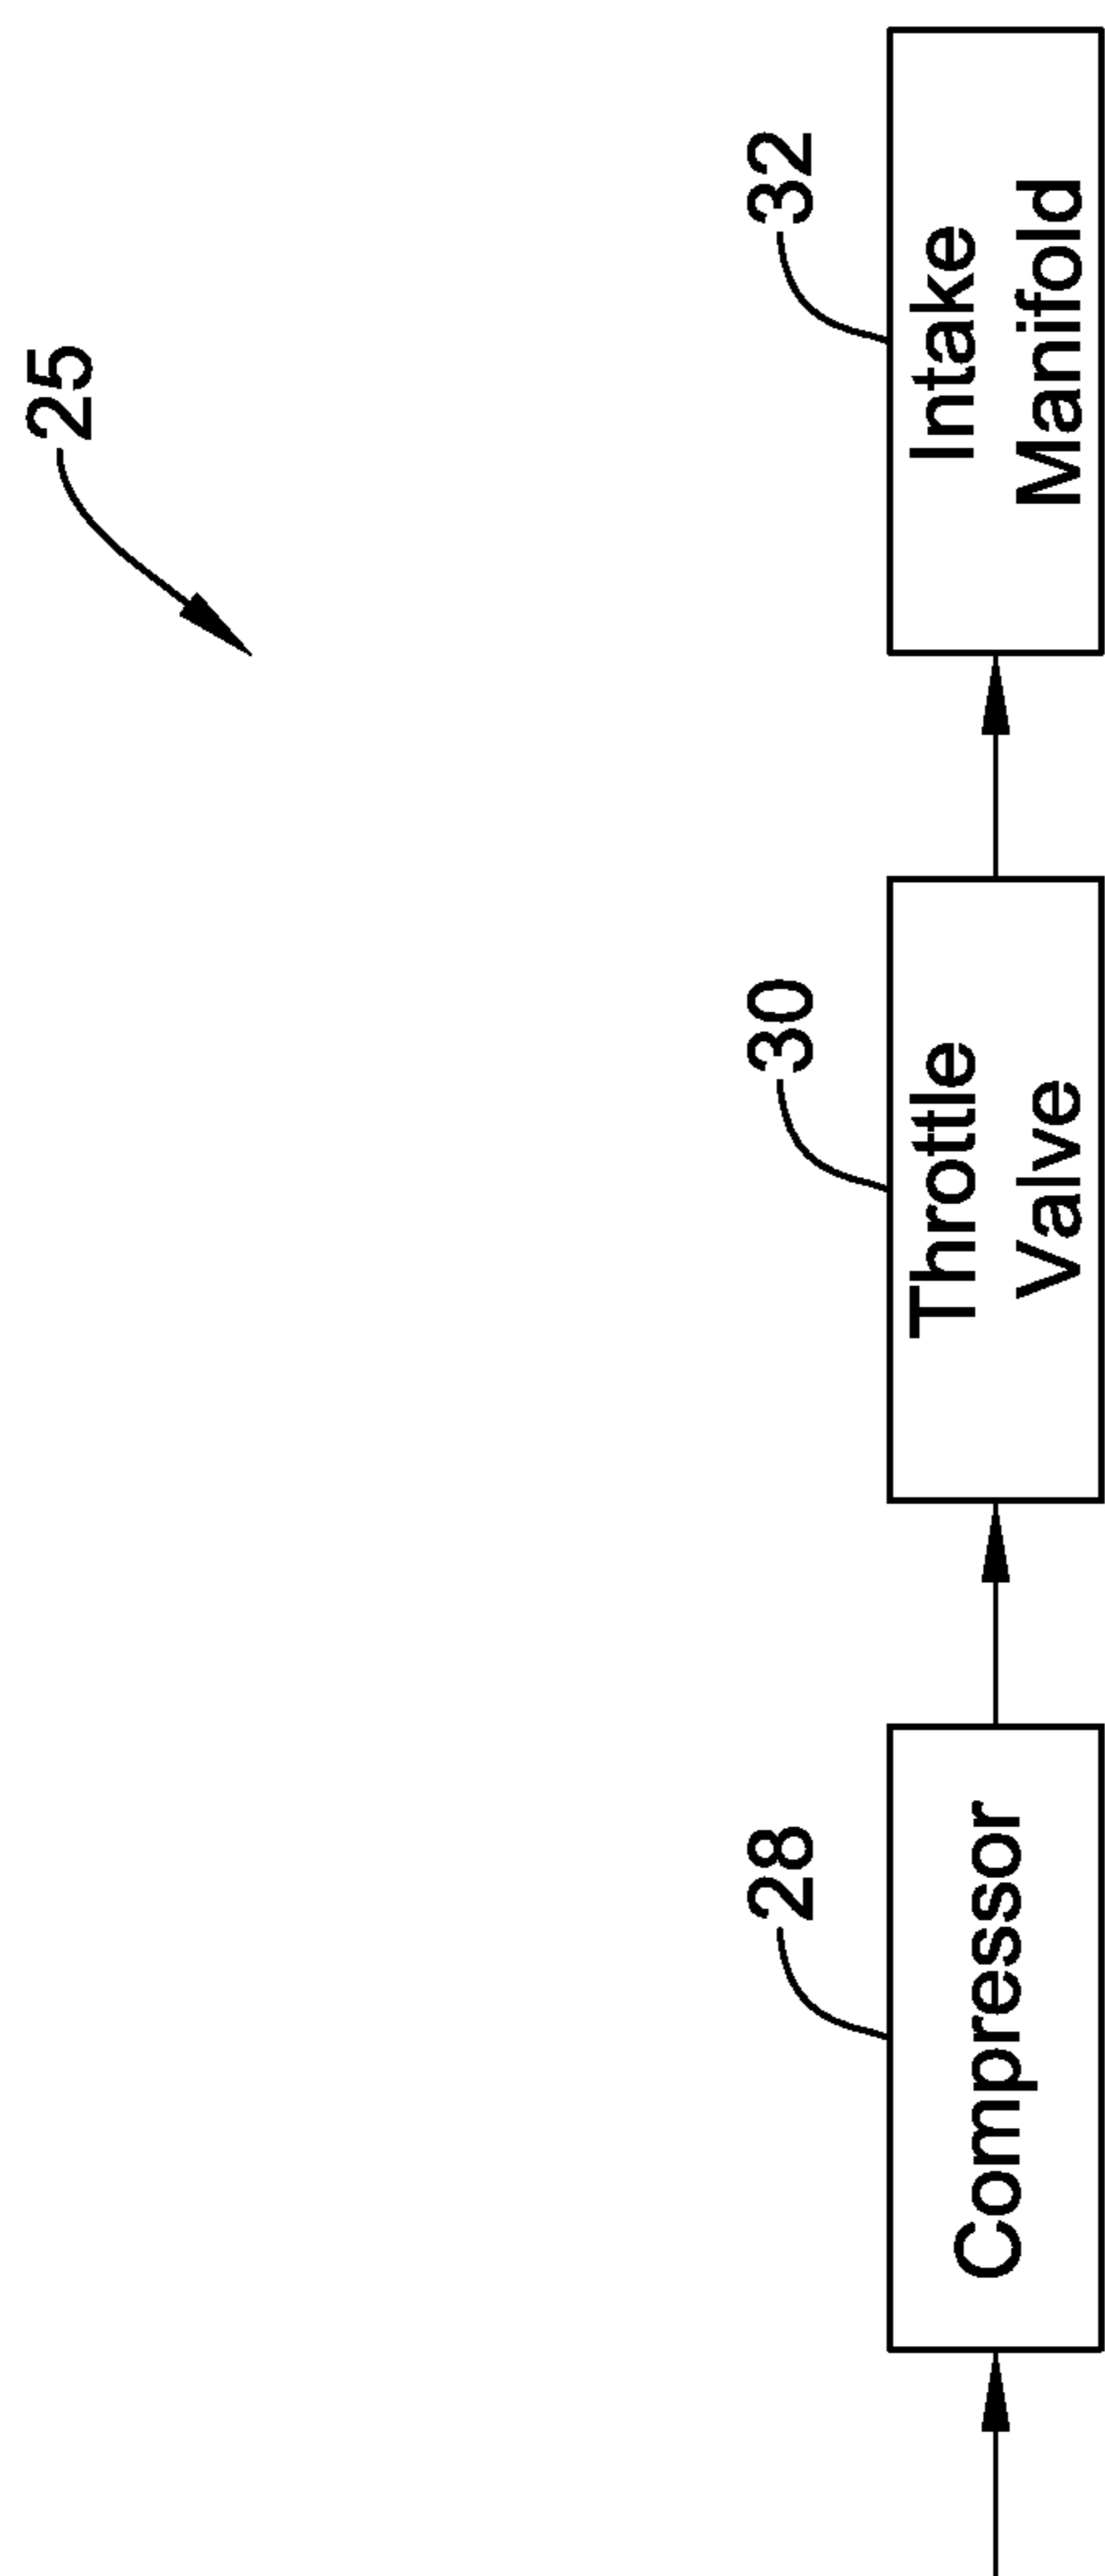 25
28
Compressor
30
Throttle
Valve
32
Intake
Manifold